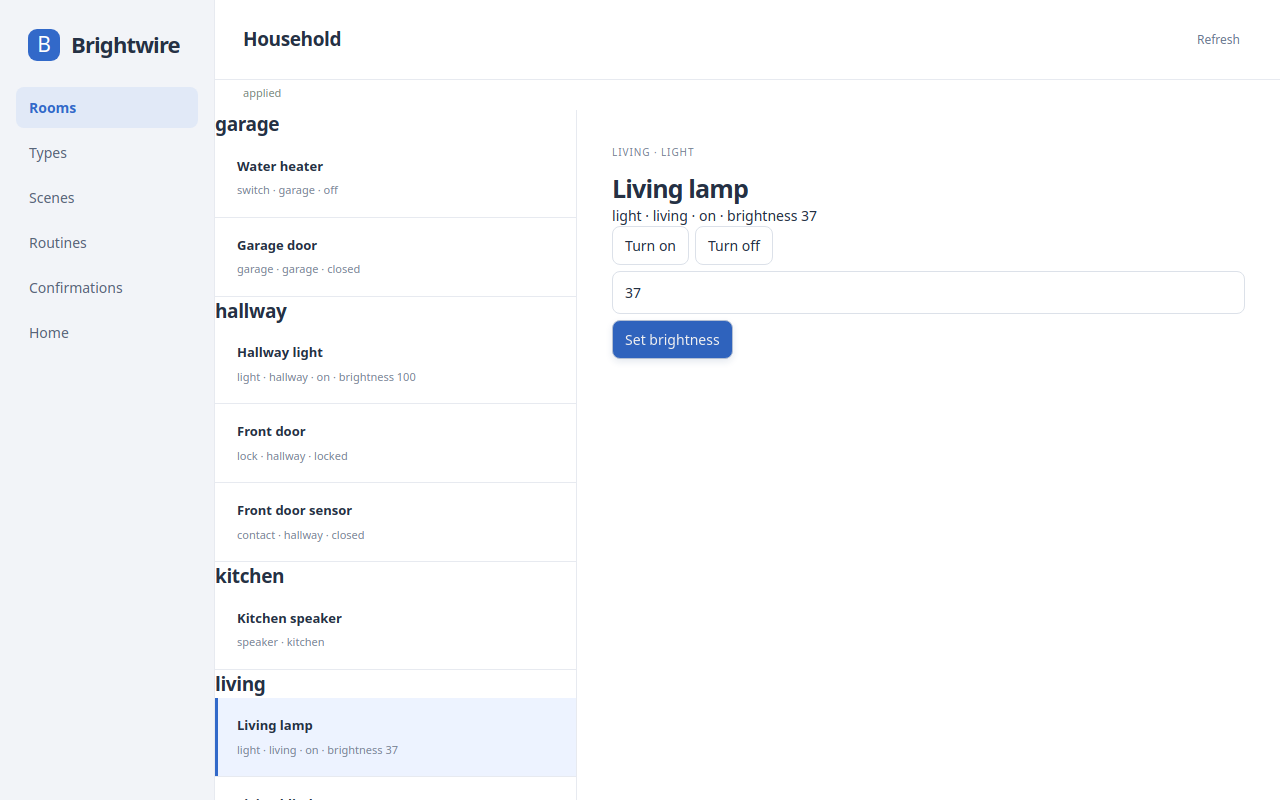 B Brightwire
Rooms
Types
Scenes
Routines
Confirmations
Home
Household
Refresh
applied
garage
Water heater
switch · garage · off
Garage door
garage · garage · closed
hallway
Hallway light
light · hallway · on · brightness 100
Front door
lock · hallway · locked
Front door sensor
contact · hallway · closed
kitchen
Kitchen speaker
speaker · kitchen
living
Living lamp
light · living · on · brightness 37
LIVING · LIGHT
Living lamp
light · living · on · brightness 37
Turn on Turn off
37
Set brightness